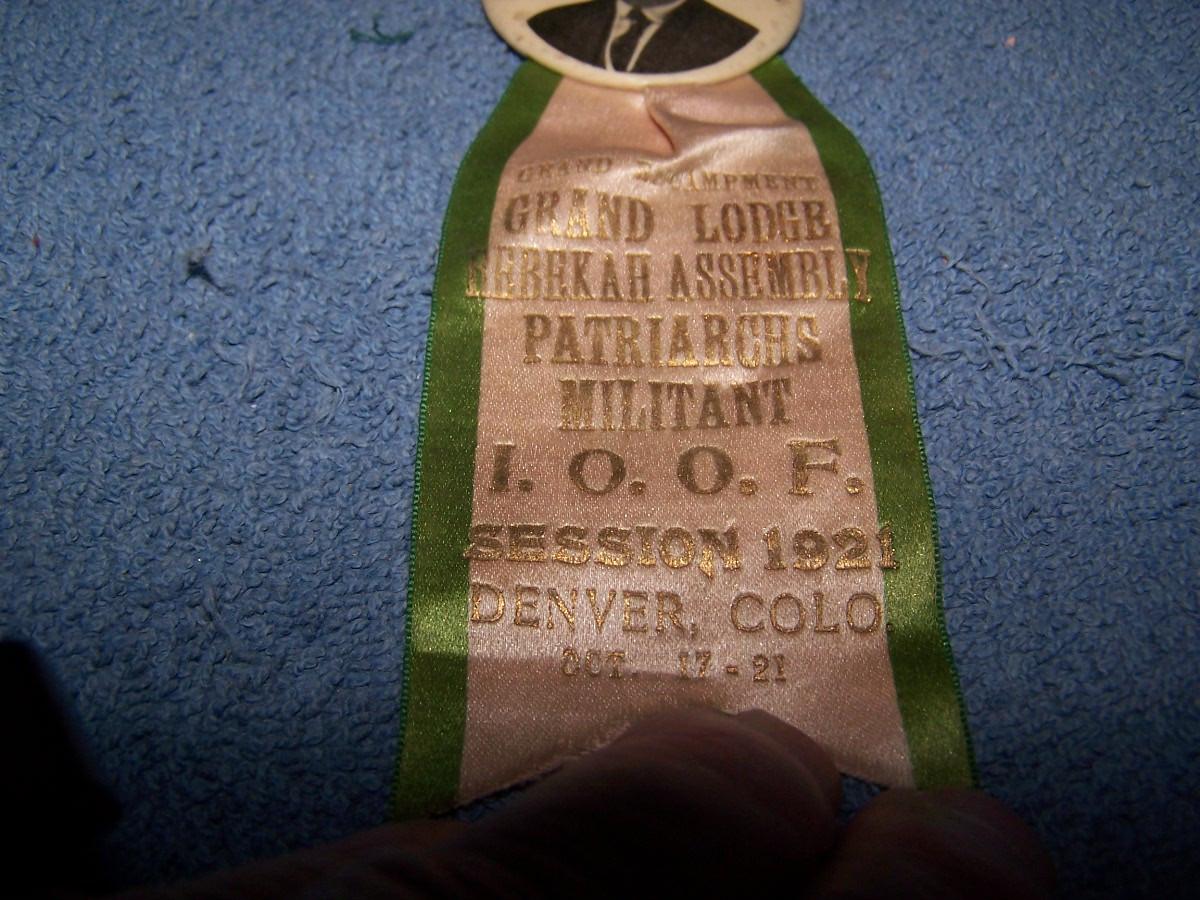 GRAND ENCAMPMENT
GRAND LODGE
REBEKAH ASSEMBLY
PATRIARCHS
MILITANT
I. O. O. F.
SESSION 1921
DENVER, COLO.
OCT. 17-21